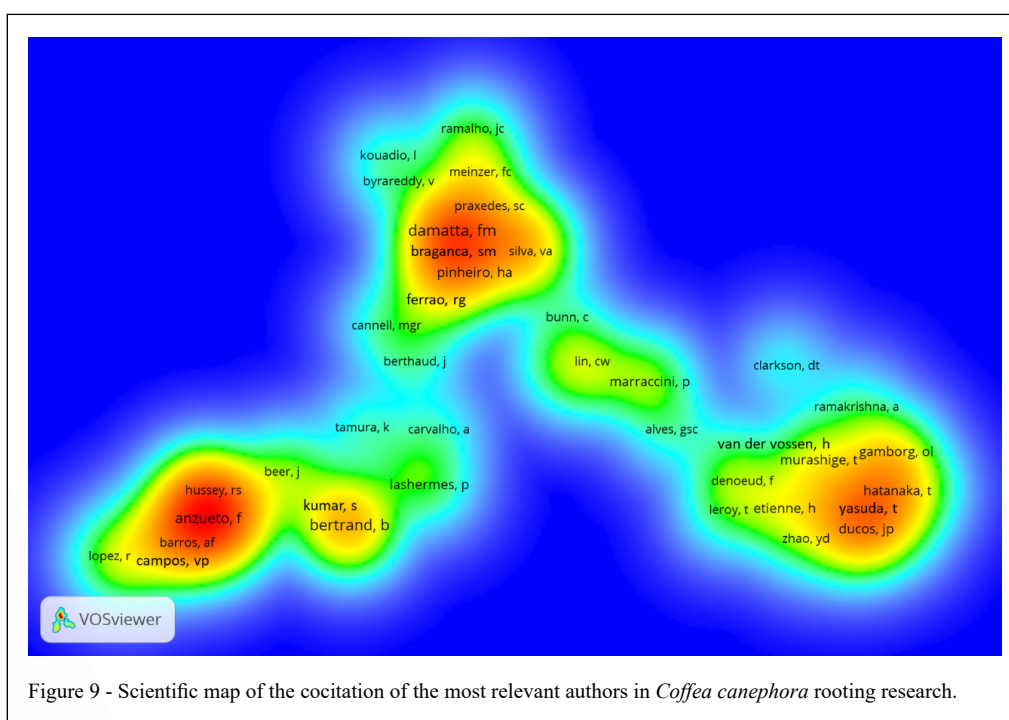 ramalho, jc
kouadio, l
meinzer, fc
byrareddy, v
praxedes, sc
damatta, fm
braganca, sm
silva, va
pinheiro, ha
ferrao, rg
bunn, c
cannell, mgr
berthaud, j
lin, cw
clarkson, dt
marraccini, p
ramakrishna, a
tamura, k
carvalho, a
alves, gsc
van der vossen, h
gamborg, ol
murashige, t
beer, j
denoeud, f
lashermes, p
hussey, rs
hatanaka, t
kumar, s
leroy, t
etienne, h
yasuda, t
anzueto, f
bertrand, b
ducos, jp
barros, af
zhao, yd
lopez, r
campos, vp
VOSviewer
Figure 9 - Scientific map of the cocitation of the most relevant authors in Coffea canephora rooting research.